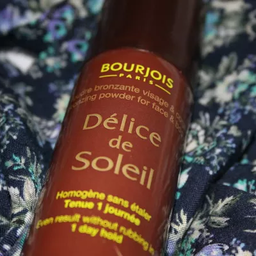 BOURJOIS
PARIS
bronzante visage &
powder for face &
Délice
de
Soleil
Homogène sans étaler
Tenue 1 journée
Even result without rubbing in
1 day hold